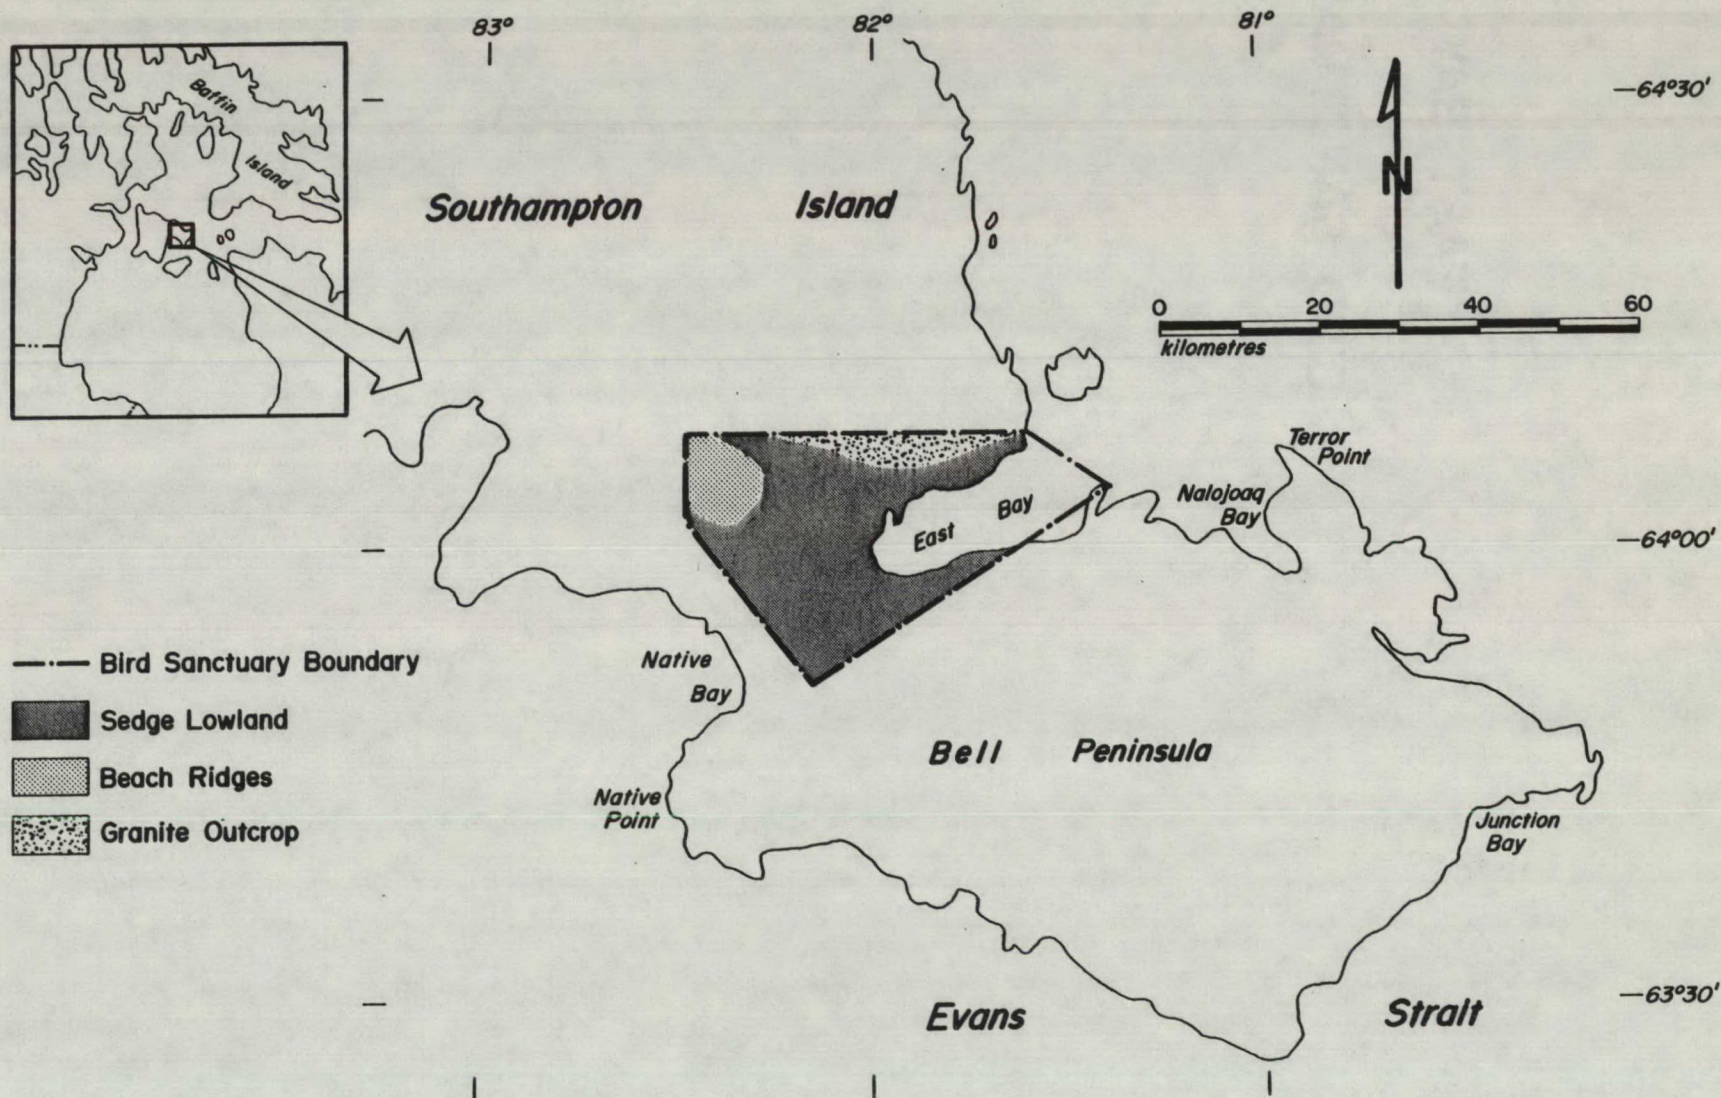 83°
82°
81°
Baffin
Island
—64°30'
Southampton Island
N
0 20 40 60
kilometres
Terror
Point
Nalojoaq
Bay
East Bay
—64°00'
Native
Bay
Bird Sanctuary Boundary
Sedge Lowland
Beach Ridges
Granite Outcrop
Bell Peninsula
Native
Point
Junction
Bay
—63°30'
Evans Strait